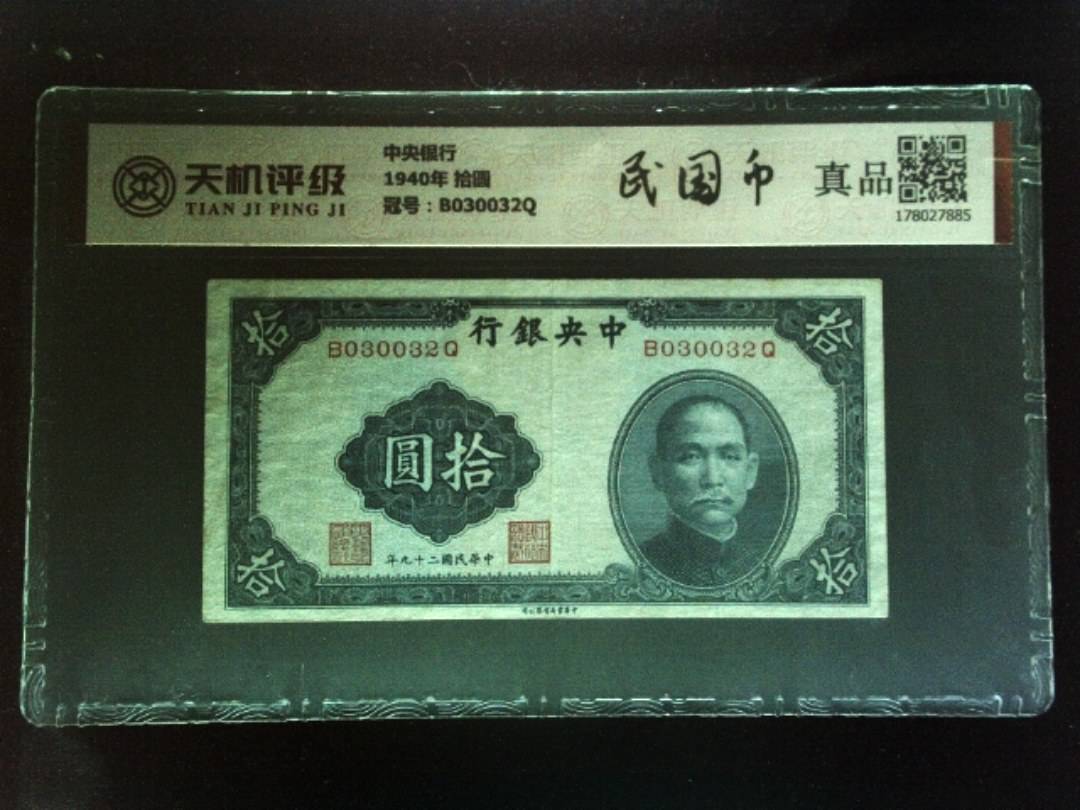 天机评级
TIAN JI PING JI
中央银行
1940年 拾圓
冠号：B030032Q
民国币
真品
178027885
拾
行銀央中
拾
B030032Q
B030032Q
圓拾
年九十二國民華中
拾
拾